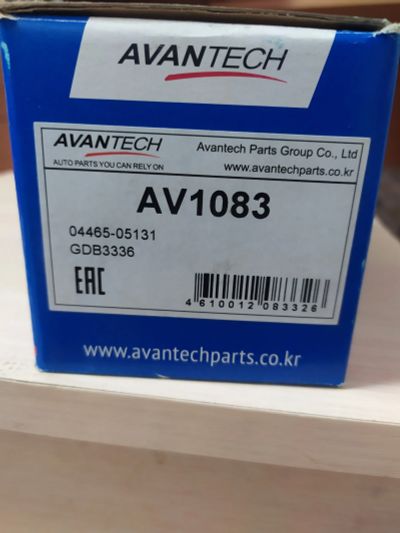 AVANTECH
AVANTECH
AUTO PARTS YOU CAN RELY ON
Avantech Parts Group Co., Ltd
www.avantechparts.co.kr
AV1083
04465-05131
GDB3336
EAC
4 610012 083326
www.avantechparts.co.kr